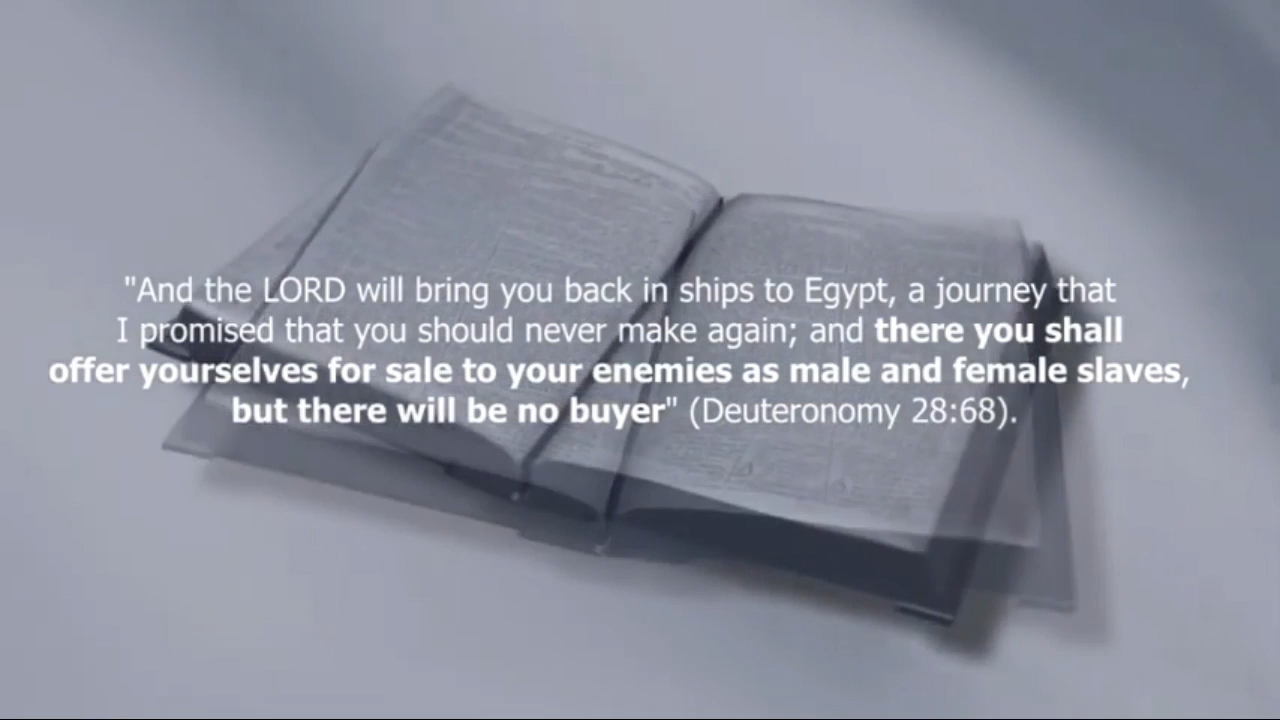 "And the LORD will bring you back in ships to Egypt, a journey that
I promised that you should never make again; and there you shall
offer yourselves for sale to your enemies as male and female slaves,
but there will be no buyer" (Deuteronomy 28:68).